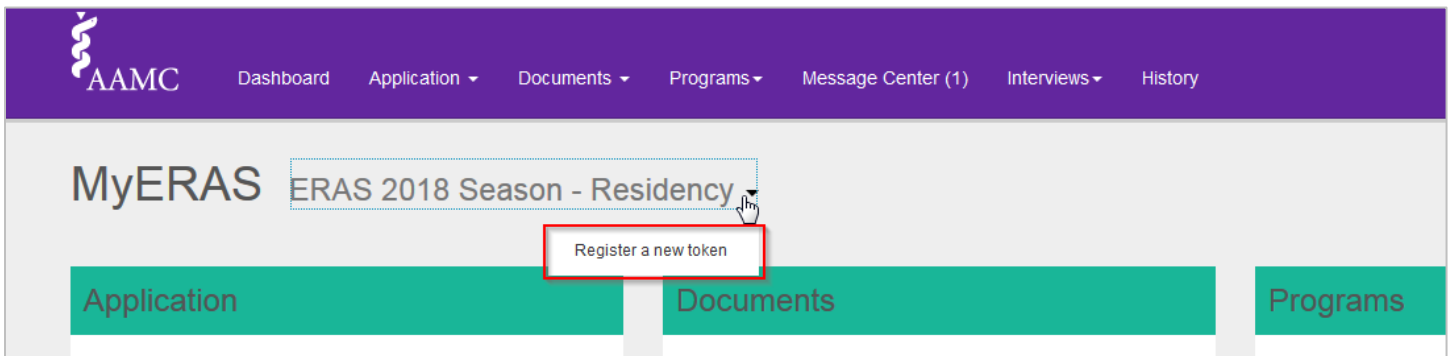 AAMC Dashboard Application Documents Programs Message Center (1) Interviews History
MyERAS ERAS 2018 Season - Residency
Register a new token
Application Documents Programs